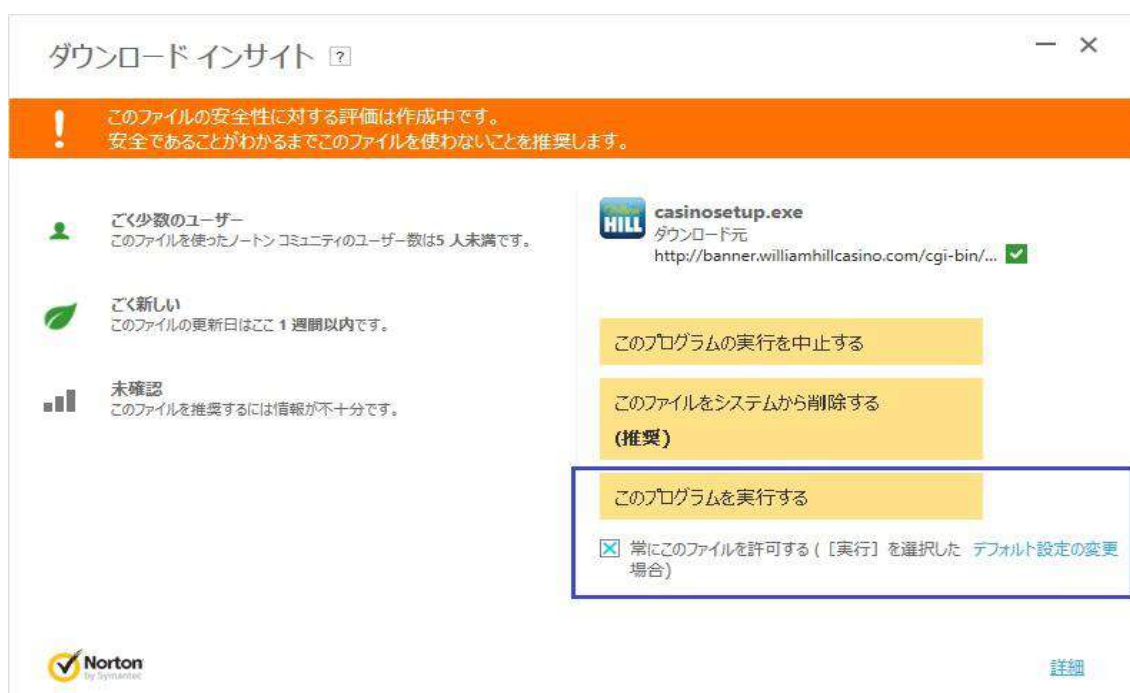 ダウンロード インサイト ?
このファイルの安全性に対する評価は作成中です。
安全であることがわかるまでこのファイルを使わないことを推奨します。
ごく少数のユーザー
このファイルを使ったノートン コミュニティのユーザー数は5 人未満です。
ごく新しい
このファイルの更新日はここ 1 週間以内です。
未確認
このファイルを推奨するには情報が不十分です。
HILL
casinosetup.exe
ダウンロード元
http://banner.williamhillcasino.com/cgi-bin/...
このプログラムの実行を中止する
このファイルをシステムから削除する
(推奨)
このプログラムを実行する
常にこのファイルを許可する ( [実行] を選択した デフォルト設定の変更
場合)
Norton
by Symantec
詳細